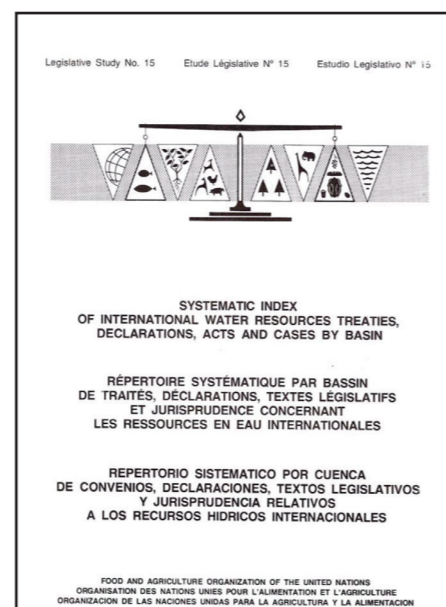 Legislative Study No. 15 Etude Législative N° 15 Estudio Legislativo N° 15
SYSTEMATIC INDEX
OF INTERNATIONAL WATER RESOURCES TREATIES,
DECLARATIONS, ACTS AND CASES BY BASIN
RÉPERTOIRE SYSTÉMATIQUE PAR BASSIN
DE TRAITÉS, DÉCLARATIONS, TEXTES LÉGISLATIFS
ET JURISPRUDENCE CONCERNANT
LES RESSOURCES EN EAU INTERNATIONALES
REPERTORIO SISTEMATICO POR CUENCA
DE CONVENIOS, DECLARACIONES, TEXTOS LEGISLATIVOS
Y JURISPRUDENCIA RELATIVOS
A LOS RECURSOS HIDRICOS INTERNACIONALES
FOOD AND AGRICULTURE ORGANIZATION OF THE UNITED NATIONS
ORGANISATION DES NATIONS UNIES POUR L'ALIMENTATION ET L'AGRICULTURE
ORGANIZACION DE LAS NACIONES UNIDAS PARA LA AGRICULTURA Y LA ALIMENTACION